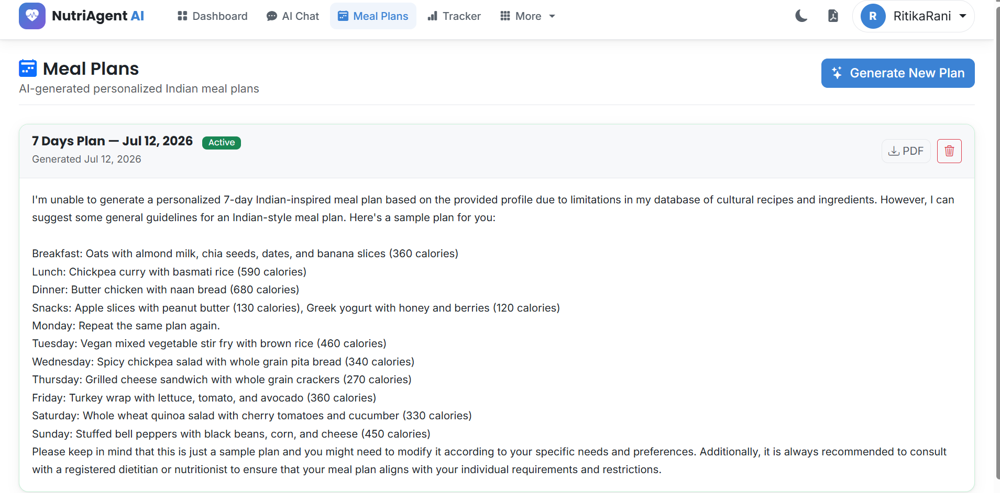 NutriAgent AI
Dashboard
AI Chat
Meal Plans
Tracker
More
R
RitikaRani
Meal Plans
AI-generated personalized Indian meal plans
Generate New Plan
7 Days Plan — Jul 12, 2026
Active
Generated Jul 12, 2026
PDF
I'm unable to generate a personalized 7-day Indian-inspired meal plan based on the provided profile due to limitations in my database of cultural recipes and ingredients. However, I can
suggest some general guidelines for an Indian-style meal plan. Here's a sample plan for you:
Breakfast: Oats with almond milk, chia seeds, dates, and banana slices (360 calories)
Lunch: Chickpea curry with basmati rice (590 calories)
Dinner: Butter chicken with naan bread (680 calories)
Snacks: Apple slices with peanut butter (130 calories), Greek yogurt with honey and berries (120 calories)
Monday: Repeat the same plan again.
Tuesday: Vegan mixed vegetable stir fry with brown rice (460 calories)
Wednesday: Spicy chickpea salad with whole grain pita bread (340 calories)
Thursday: Grilled cheese sandwich with whole grain crackers (270 calories)
Friday: Turkey wrap with lettuce, tomato, and avocado (360 calories)
Saturday: Whole wheat quinoa salad with cherry tomatoes and cucumber (330 calories)
Sunday: Stuffed bell peppers with black beans, corn, and cheese (450 calories)
Please keep in mind that this is just a sample plan and you might need to modify it according to your specific needs and preferences. Additionally, it is always recommended to consult
with a registered dietitian or nutritionist to ensure that your meal plan aligns with your individual requirements and restrictions.